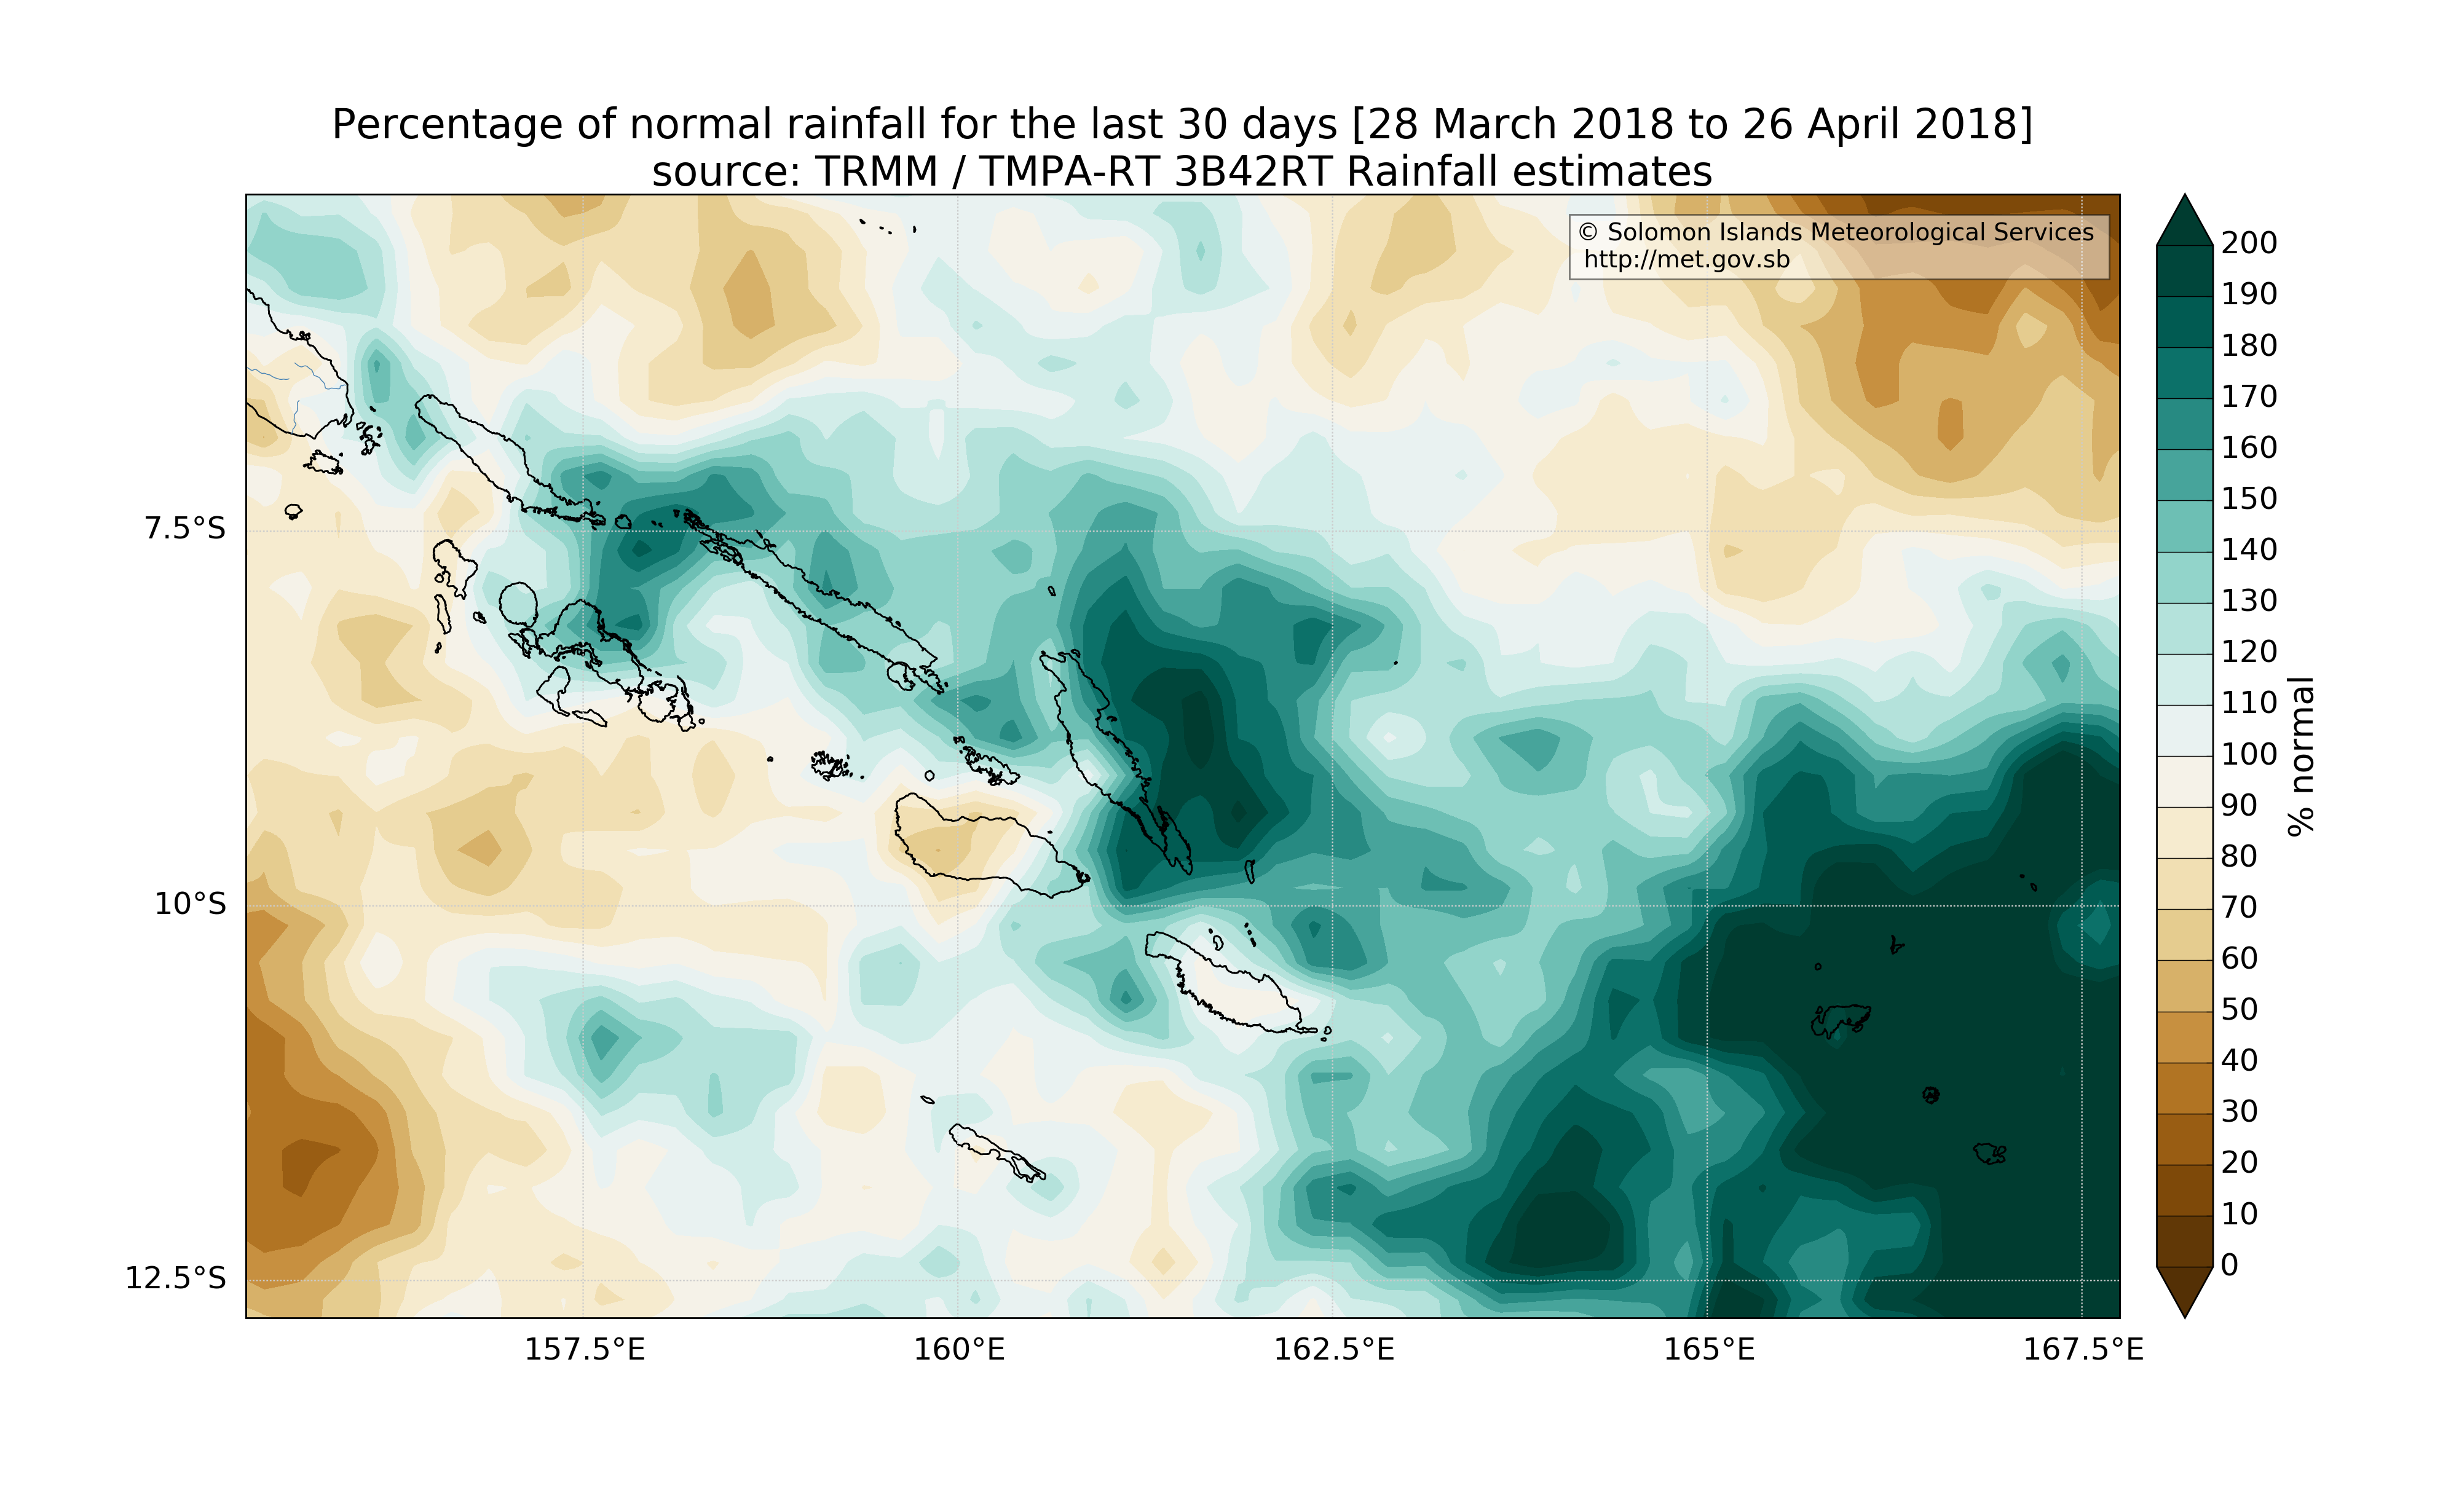 Percentage of normal rainfall for the last 30 days [28 March 2018 to 26 April 2018]
source: TRMM / TMPA-RT 3B42RT Rainfall estimates
© Solomon Islands Meteorological Services
http://met.gov.sb
7.5°S
10°S
12.5°S
157.5°E
160°E
162.5°E
165°E
167.5°E
200
190
180
170
160
150
140
130
120
110
100
90
80
70
60
50
40
30
20
10
0
% normal